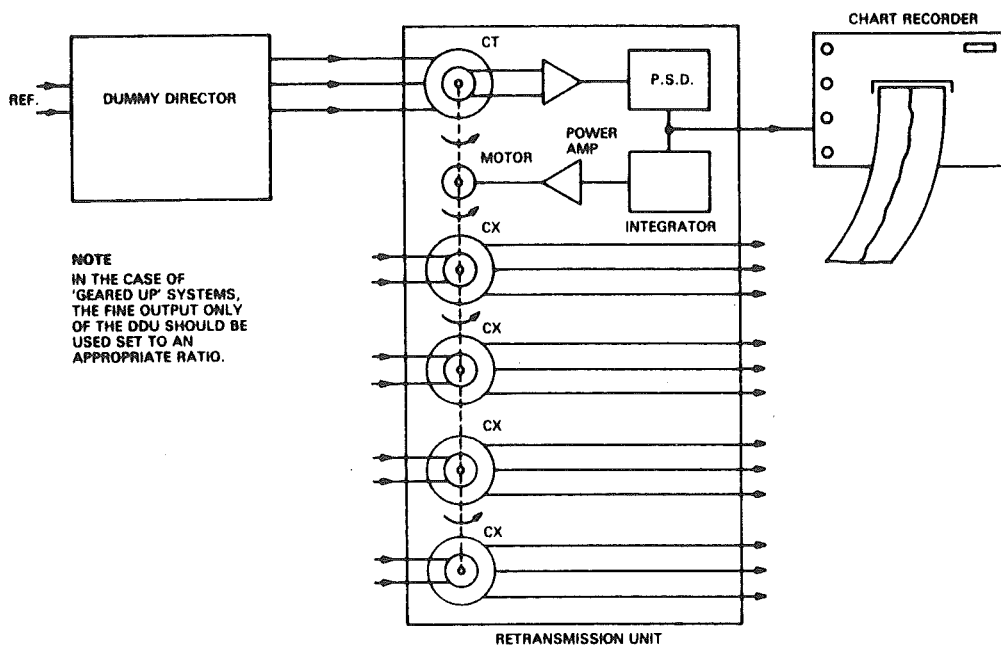 CHART RECORDER
CT
REF.
DUMMY DIRECTOR
P.S.D.
POWER
AMP
MOTOR
INTEGRATOR
CX
NOTE
IN THE CASE OF
'GEARED UP' SYSTEMS,
THE FINE OUTPUT ONLY
OF THE DDU SHOULD BE
USED SET TO AN
APPROPRIATE RATIO.
CX
CX
CX
RETRANSMISSION UNIT